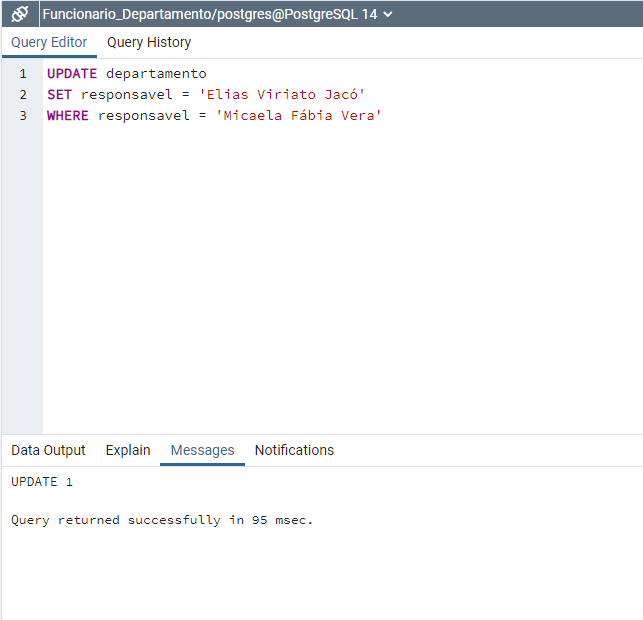 Funcionario_Departamento/postgres@PostgreSQL 14
Query Editor Query History
1 UPDATE departamento
2 SET responsavel = 'Elias Viriato Jacó'
3 WHERE responsavel = 'Micaela Fábia Vera'
Data Output Explain Messages Notifications
UPDATE 1
Query returned successfully in 95 msec.